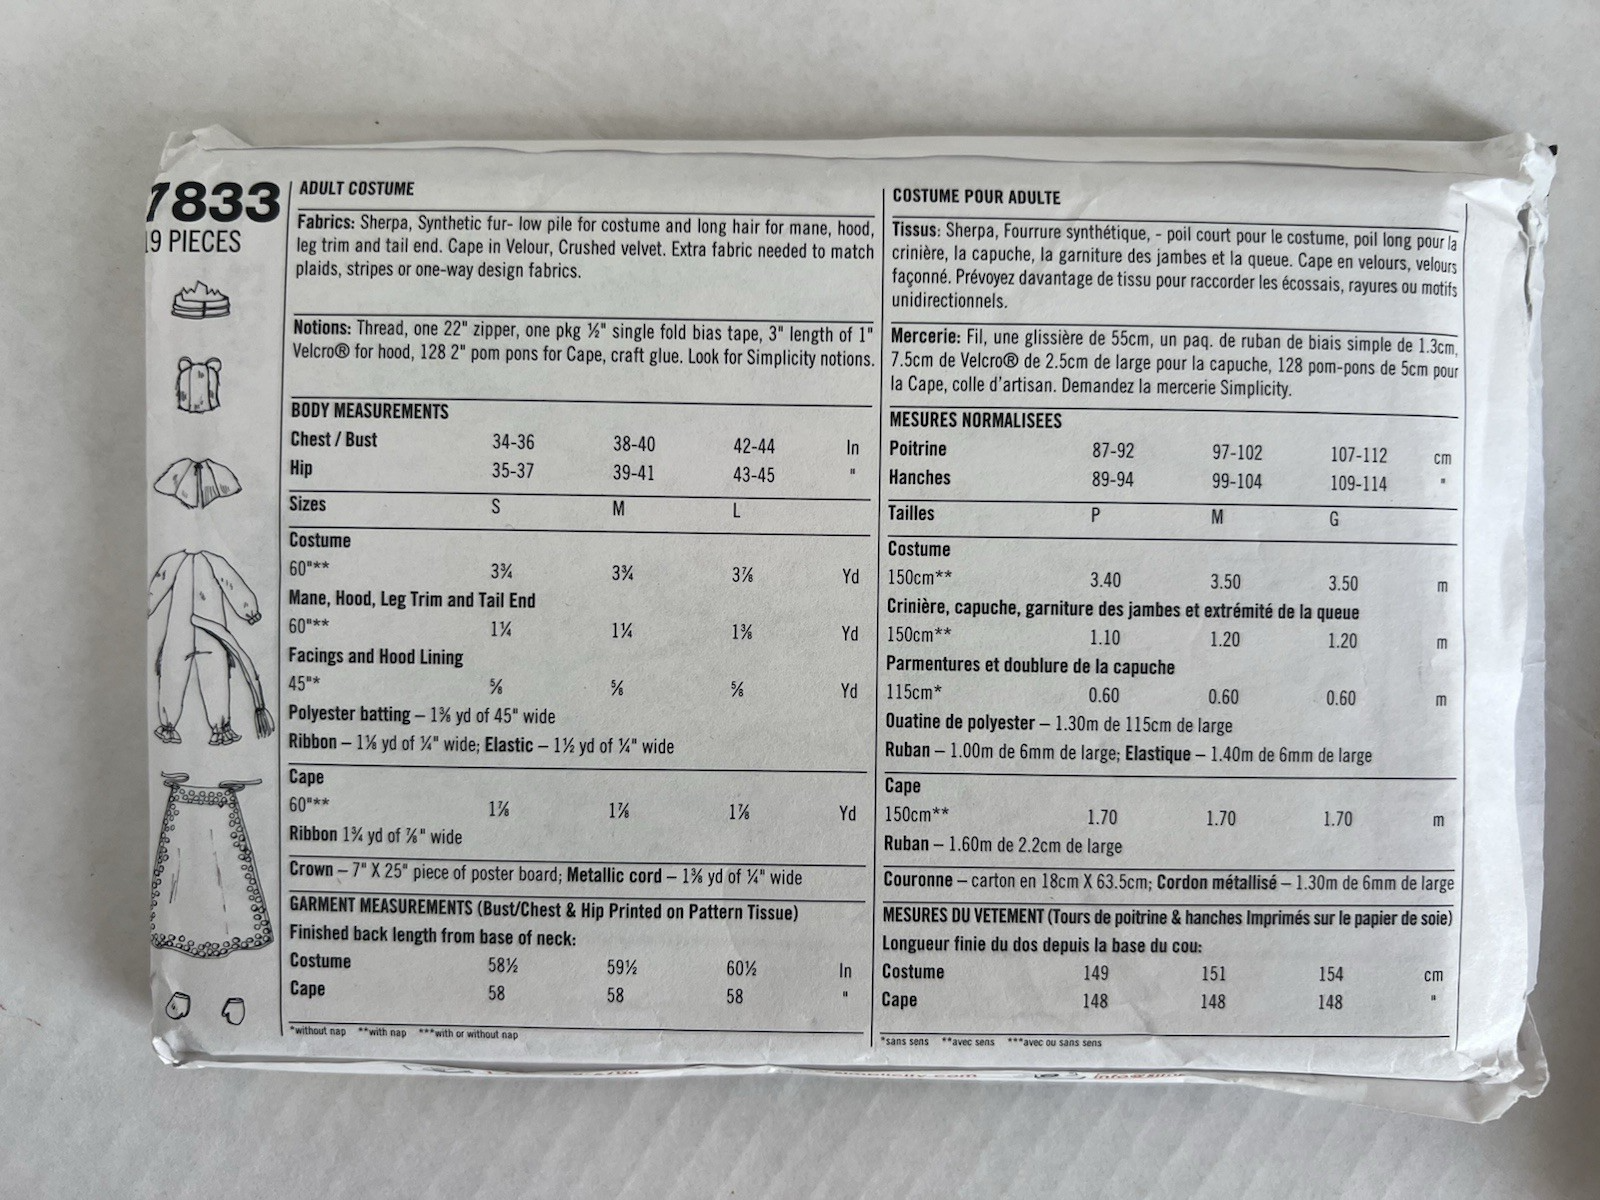 7833
19 PIECES
ADULT COSTUME
Fabrics: Sherpa, Synthetic fur- low pile for costume and long hair for mane, hood,
leg trim and tail end. Cape in Velour, Crushed velvet. Extra fabric needed to match
plaids, stripes or one-way design fabrics.
Notions: Thread, one 22" zipper, one pkg ½" single fold bias tape, 3" length of 1"
Velcro® for hood, 128 2" pom pons for Cape, craft glue. Look for Simplicity notions.
BODY MEASUREMENTS
Chest / Bust 34-36 38-40 42-44 In
Hip 35-37 39-41 43-45 "
Sizes S M L
Costume
60"** 3¾ 3¾ 3⅞ Yd
Mane, Hood, Leg Trim and Tail End
60"** 1¼ 1¼ 1⅜ Yd
Facings and Hood Lining
45"* ⅝ ⅝ ⅝ Yd
Polyester batting – 1⅜ yd of 45" wide
Ribbon – 1⅛ yd of ¼" wide; Elastic – 1½ yd of ¼" wide
Cape
60"** 1⅞ 1⅞ 1⅞ Yd
Ribbon 1¾ yd of ⅞" wide
Crown – 7" X 25" piece of poster board; Metallic cord – 1⅜ yd of ¼" wide
GARMENT MEASUREMENTS (Bust/Chest & Hip Printed on Pattern Tissue)
Finished back length from base of neck:
Costume 58½ 59½ 60½ In
Cape 58 58 58 "
*without nap **with nap ***with or without nap
COSTUME POUR ADULTE
Tissus: Sherpa, Fourrure synthétique, - poil court pour le costume, poil long pour la
crinière, la capuche, la garniture des jambes et la queue. Cape en velours, velours
façonné. Prévoyez davantage de tissu pour raccorder les écossais, rayures ou motifs
unidirectionnels.
Mercerie: Fil, une glissière de 55cm, un paq. de ruban de biais simple de 1.3cm,
7.5cm de Velcro® de 2.5cm de large pour la capuche, 128 pom-pons de 5cm pour
la Cape, colle d'artisan. Demandez la mercerie Simplicity.
MESURES NORMALISEES
Poitrine 87-92 97-102 107-112 cm
Hanches 89-94 99-104 109-114 "
Tailles P M G
Costume
150cm** 3.40 3.50 3.50 m
Crinière, capuche, garniture des jambes et extrémité de la queue
150cm** 1.10 1.20 1.20 m
Parmentures et doublure de la capuche
115cm* 0.60 0.60 0.60 m
Ouatine de polyester – 1.30m de 115cm de large
Ruban – 1.00m de 6mm de large; Elastique – 1.40m de 6mm de large
Cape
150cm** 1.70 1.70 1.70 m
Ruban – 1.60m de 2.2cm de large
Couronne – carton en 18cm X 63.5cm; Cordon métallisé – 1.30m de 6mm de large
MESURES DU VETEMENT (Tours de poitrine & hanches Imprimés sur le papier de soie)
Longueur finie du dos depuis la base du cou:
Costume 149 151 154 cm
Cape 148 148 148 "
*sans sens **avec sens ***avec ou sans sens